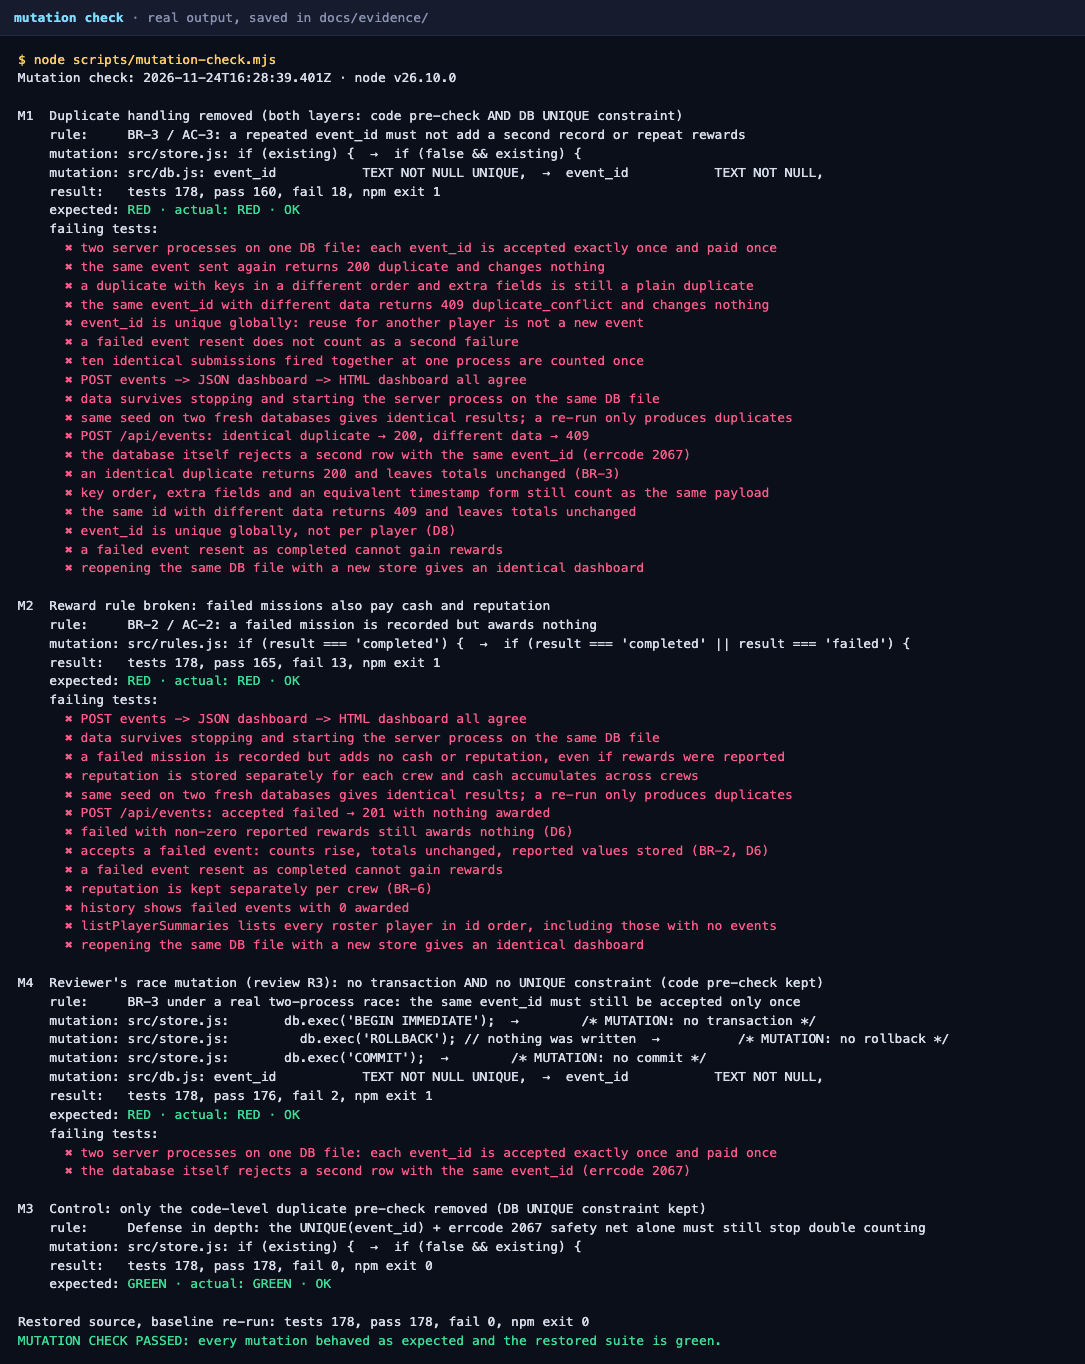 mutation check · real output, saved in docs/evidence/
$ node scripts/mutation-check.mjs
Mutation check: 2026-11-24T16:28:39.401Z · node v26.10.0
M1  Duplicate handling removed (both layers: code pre-check AND DB UNIQUE constraint)
    rule:     BR-3 / AC-3: a repeated event_id must not add a second record or repeat rewards
    mutation: src/store.js: if (existing) {  →  if (false && existing) {
    mutation: src/db.js: event_id           TEXT NOT NULL UNIQUE,  →  event_id           TEXT NOT NULL,
    result:   tests 178, pass 160, fail 18, npm exit 1
    expected: RED · actual: RED · OK
    failing tests:
      ✖ two server processes on one DB file: each event_id is accepted exactly once and paid once
      ✖ the same event sent again returns 200 duplicate and changes nothing
      ✖ a duplicate with keys in a different order and extra fields is still a plain duplicate
      ✖ the same event_id with different data returns 409 duplicate_conflict and changes nothing
      ✖ event_id is unique globally: reuse for another player is not a new event
      ✖ a failed event resent does not count as a second failure
      ✖ ten identical submissions fired together at one process are counted once
      ✖ POST events -> JSON dashboard -> HTML dashboard all agree
      ✖ data survives stopping and starting the server process on the same DB file
      ✖ same seed on two fresh databases gives identical results; a re-run only produces duplicates
      ✖ POST /api/events: identical duplicate → 200, different data → 409
      ✖ the database itself rejects a second row with the same event_id (errcode 2067)
      ✖ an identical duplicate returns 200 and leaves totals unchanged (BR-3)
      ✖ key order, extra fields and an equivalent timestamp form still count as the same payload
      ✖ the same id with different data returns 409 and leaves totals unchanged
      ✖ event_id is unique globally, not per player (D8)
      ✖ a failed event resent as completed cannot gain rewards
      ✖ reopening the same DB file with a new store gives an identical dashboard
M2  Reward rule broken: failed missions also pay cash and reputation
    rule:     BR-2 / AC-2: a failed mission is recorded but awards nothing
    mutation: src/rules.js: if (result === 'completed') {  →  if (result === 'completed' || result === 'failed') {
    result:   tests 178, pass 165, fail 13, npm exit 1
    expected: RED · actual: RED · OK
    failing tests:
      ✖ POST events -> JSON dashboard -> HTML dashboard all agree
      ✖ data survives stopping and starting the server process on the same DB file
      ✖ a failed mission is recorded but adds no cash or reputation, even if rewards were reported
      ✖ reputation is stored separately for each crew and cash accumulates across crews
      ✖ same seed on two fresh databases gives identical results; a re-run only produces duplicates
      ✖ POST /api/events: accepted failed → 201 with nothing awarded
      ✖ failed with non-zero reported rewards still awards nothing (D6)
      ✖ accepts a failed event: counts rise, totals unchanged, reported values stored (BR-2, D6)
      ✖ a failed event resent as completed cannot gain rewards
      ✖ reputation is kept separately per crew (BR-6)
      ✖ history shows failed events with 0 awarded
      ✖ listPlayerSummaries lists every roster player in id order, including those with no events
      ✖ reopening the same DB file with a new store gives an identical dashboard
M4  Reviewer's race mutation (review R3): no transaction AND no UNIQUE constraint (code pre-check kept)
    rule:     BR-3 under a real two-process race: the same event_id must still be accepted only once
    mutation: src/store.js:       db.exec('BEGIN IMMEDIATE');  →        /* MUTATION: no transaction */
    mutation: src/store.js:         db.exec('ROLLBACK'); // nothing was written  →          /* MUTATION: no rollback */
    mutation: src/store.js:       db.exec('COMMIT');  →        /* MUTATION: no commit */
    mutation: src/db.js: event_id           TEXT NOT NULL UNIQUE,  →  event_id           TEXT NOT NULL,
    result:   tests 178, pass 176, fail 2, npm exit 1
    expected: RED · actual: RED · OK
    failing tests:
      ✖ two server processes on one DB file: each event_id is accepted exactly once and paid once
      ✖ the database itself rejects a second row with the same event_id (errcode 2067)
M3  Control: only the code-level duplicate pre-check removed (DB UNIQUE constraint kept)
    rule:     Defense in depth: the UNIQUE(event_id) + errcode 2067 safety net alone must still stop double counting
    mutation: src/store.js: if (existing) {  →  if (false && existing) {
    result:   tests 178, pass 178, fail 0, npm exit 0
    expected: GREEN · actual: GREEN · OK
Restored source, baseline re-run: tests 178, pass 178, fail 0, npm exit 0
MUTATION CHECK PASSED: every mutation behaved as expected and the restored suite is green.